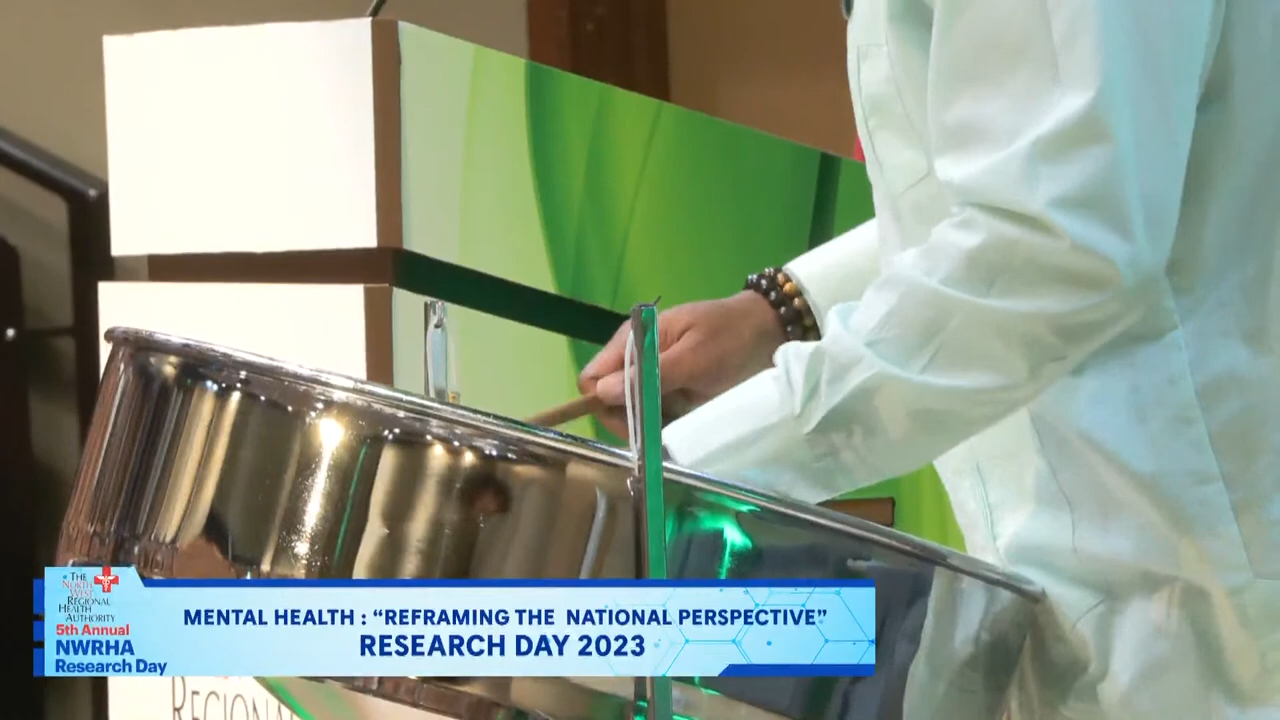 THE
NORTH
WEST
REGIONAL
HEALTH
AUTHORITY
5th Annual
NWRHA
Research Day
MENTAL HEALTH : “REFRAMING THE NATIONAL PERSPECTIVE”
RESEARCH DAY 2023
REGIONAL